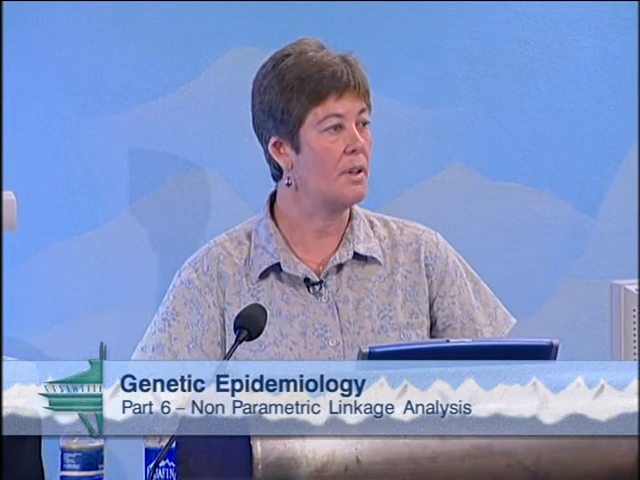 Genetic Epidemiology
Part 6 – Non Parametric Linkage Analysis